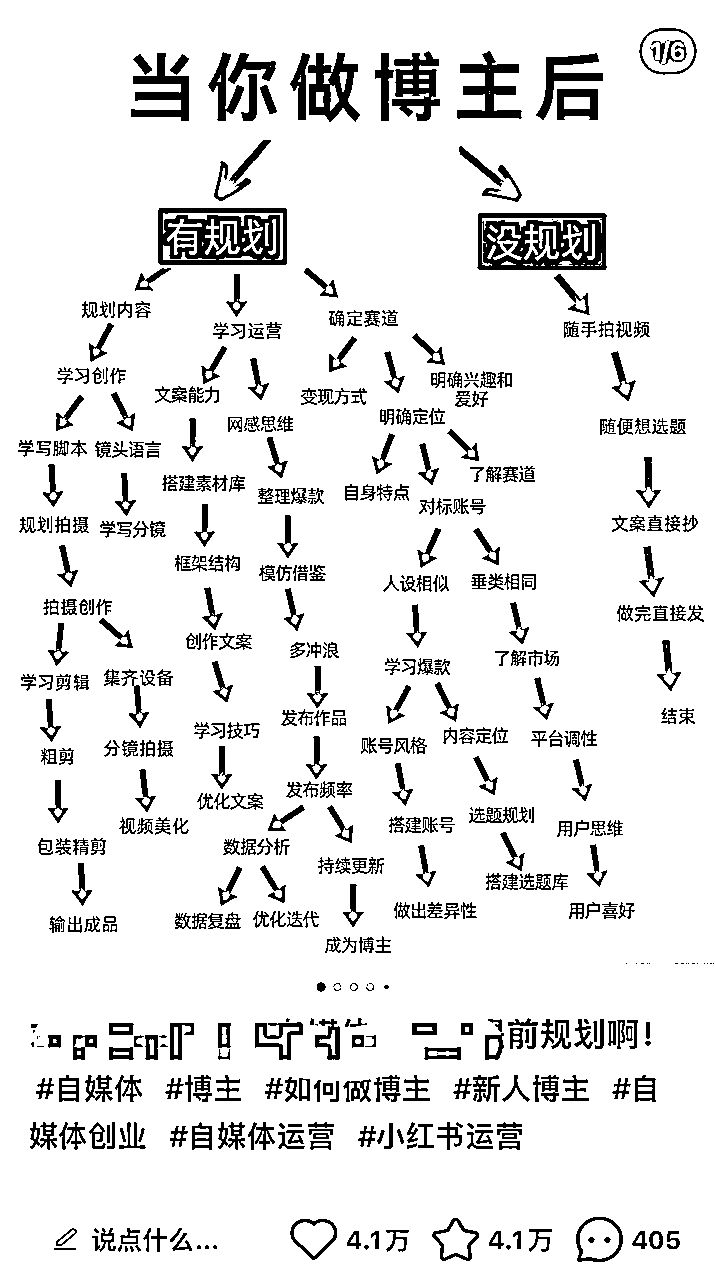 1/6
当你做博主后
有规划
没规划
规划内容
学习运营
确定赛道
随手拍视频
学习创作
文案能力
网感思维
变现方式
明确定位
明确兴趣和
爱好
随便想选题
学写脚本
镜头语言
搭建素材库
整理爆款
自身特点
对标账号
了解赛道
文案直接抄
规划拍摄
学写分镜
框架结构
模仿借鉴
人设相似
垂类相同
做完直接发
拍摄创作
创作文案
多冲浪
学习爆款
了解市场
结束
学习剪辑
集齐设备
学习技巧
发布作品
账号风格
内容定位
平台调性
粗剪
分镜拍摄
优化文案
发布频率
搭建账号
选题规划
用户思维
包装精剪
视频美化
数据分析
持续更新
做出差异性
搭建选题库
用户喜好
输出成品
数据复盘
优化迭代
成为博主
前规划啊!
#自媒体 #博主 #如何做博主 #新人博主 #自
媒体创业 #自媒体运营 #小红书运营
说点什么... 4.1万 4.1万 405